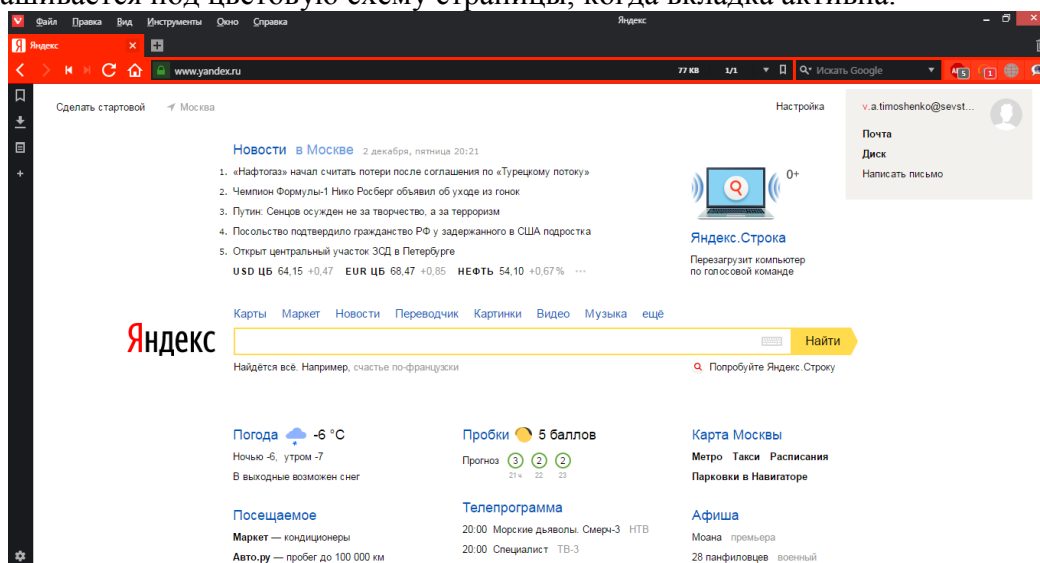 ашивается под цветовую схему страницы, когда вкладка активна.
Файл Правка Вид Инструменты Окно Справка Яндекс
Яндекс
www.yandex.ru 77 KB 1/1 Искать Google 5 1
Сделать стартовой Москва Настройка v.a.timoshenko@sevst...
Почта
Диск
Написать письмо
Новости в Москве 2 декабря, пятница 20:21
1. «Нафтогаз» начал считать потери после соглашения по «Турецкому потоку»
2. Чемпион Формулы-1 Нико Росберг объявил об уходе из гонок
3. Путин: Сенцов осужден не за творчество, а за терроризм
4. Посольство подтвердило гражданство РФ у задержанного в США подростка
5. Открыт центральный участок ЗСД в Петербурге
USD ЦБ 64,15 +0,47 EUR ЦБ 68,47 +0,85 НЕФТЬ 54,10 +0,67% ...
0+
Яндекс.Строка
Перезагрузит компьютер
по голосовой команде
Карты Маркет Новости Переводчик Картинки Видео Музыка ещё
Яндекс Найти
Найдётся всё. Например, счастье по-французски Попробуйте Яндекс.Строку
Погода -6 °C
Ночью -6, утром -7
В выходные возможен снег
Пробки 5 баллов
Прогноз 3 2 2
21 ч 22 23
Карта Москвы
Метро Такси Расписания
Парковки в Навигаторе
Посещаемое
Маркет — кондиционеры
Авто.ру — пробег до 100 000 км
Телепрограмма
20:00 Морские дьяволы. Смерч-3 НТВ
20:00 Специалист ТВ-3
Афиша
Моана премьера
28 панфиловцев военный